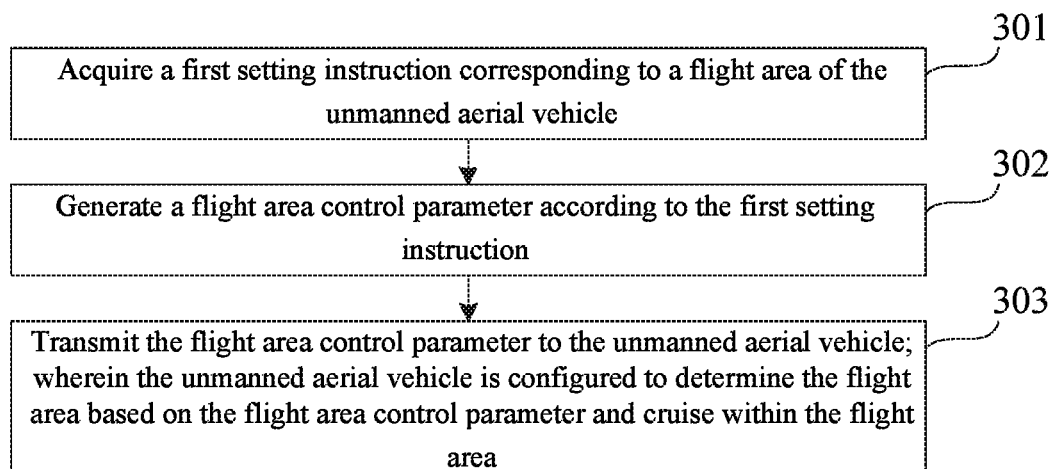 301
Acquire a first setting instruction corresponding to a flight area of the
unmanned aerial vehicle
302
Generate a flight area control parameter according to the first setting
instruction
303
Transmit the flight area control parameter to the unmanned aerial vehicle;
wherein the unmanned aerial vehicle is configured to determine the flight
area based on the flight area control parameter and cruise within the flight
area